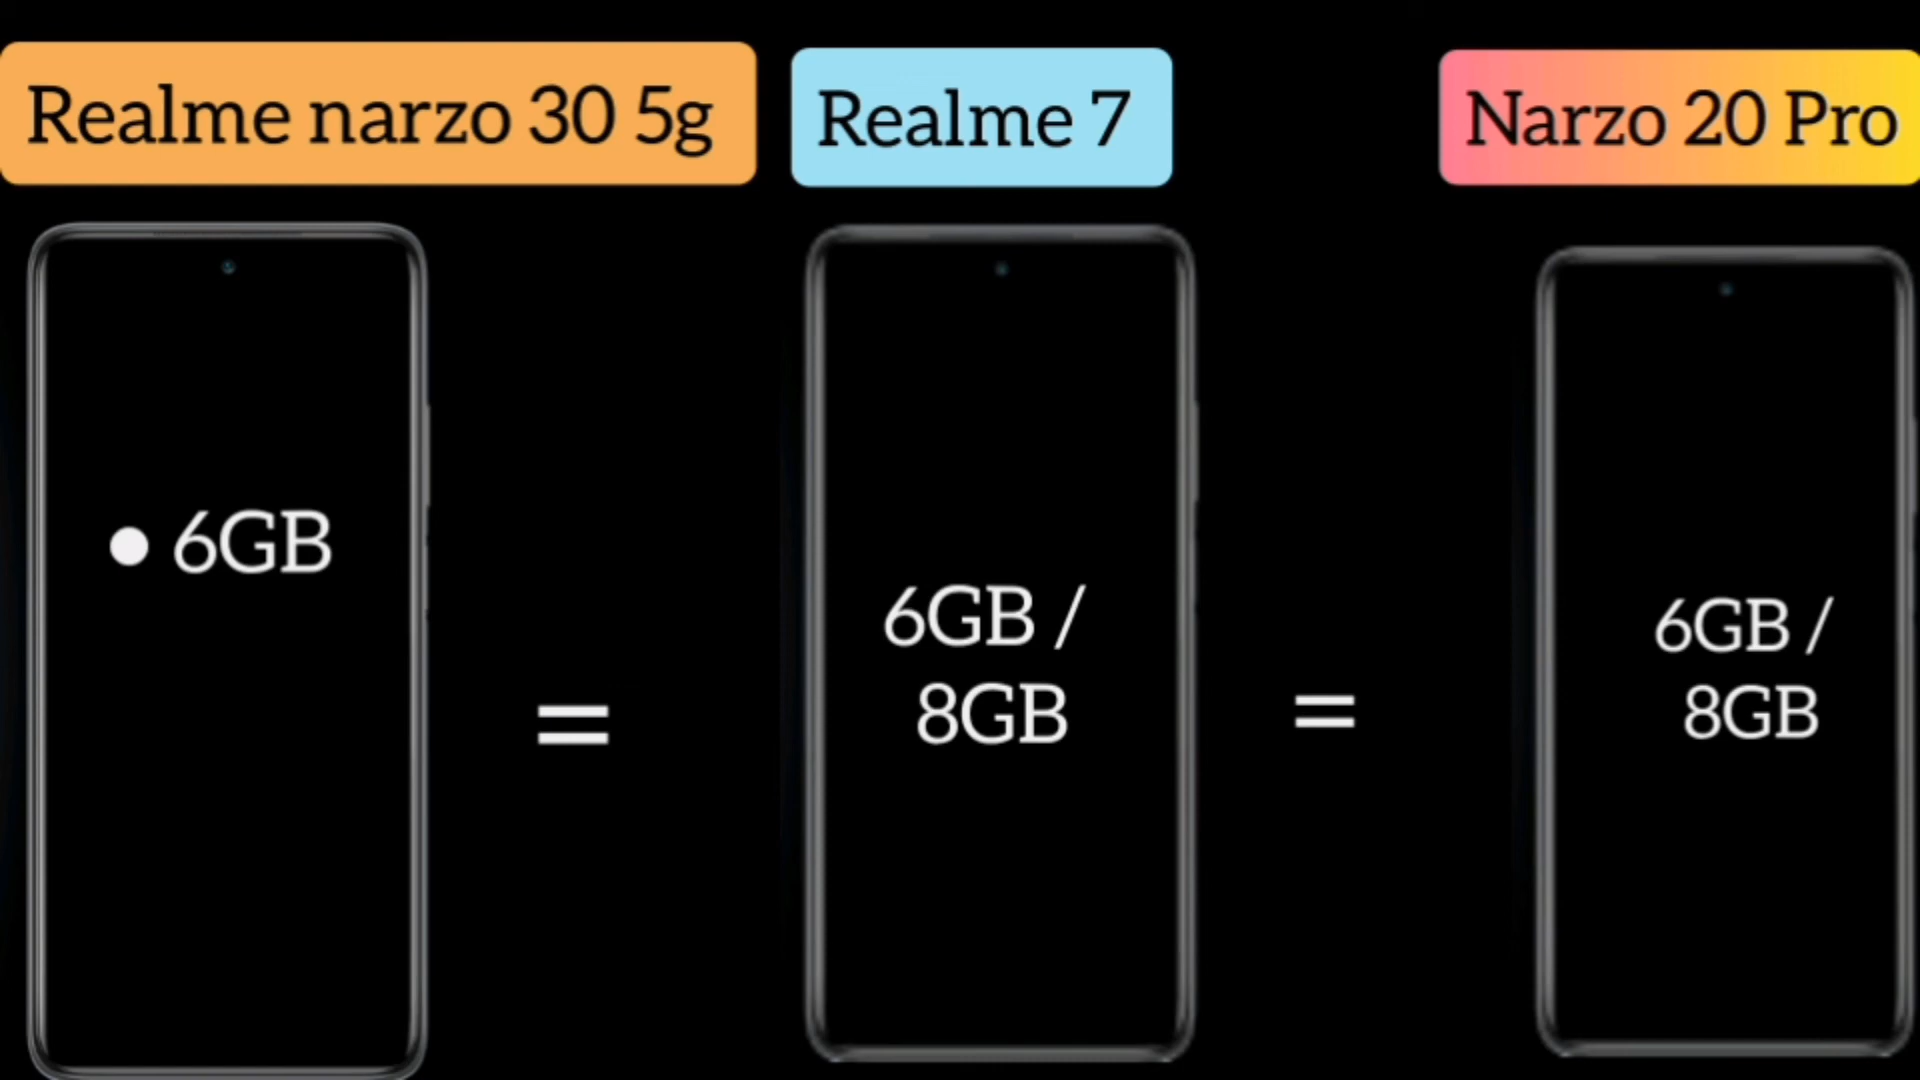 Realme narzo 30 5g
Realme 7
Narzo 20 Pro
• 6GB
=
6GB /
8GB
=
6GB /
8GB